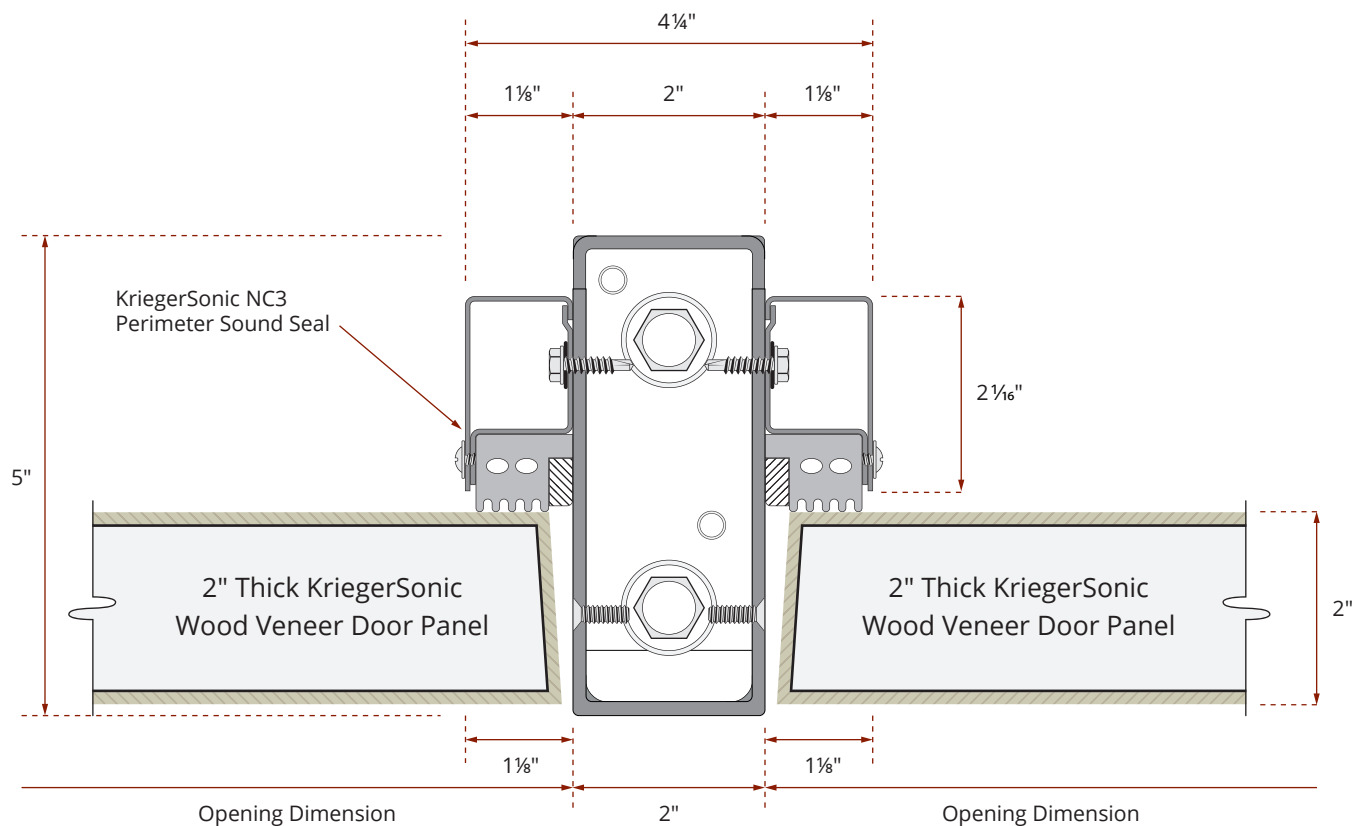 4¼"
1⅛"
2"
1⅛"
KriegerSonic NC3
Perimeter Sound Seal
2 1⁄16"
5"
2" Thick KriegerSonic
Wood Veneer Door Panel
2" Thick KriegerSonic
Wood Veneer Door Panel
2"
1⅛"
1⅛"
Opening Dimension
2"
Opening Dimension